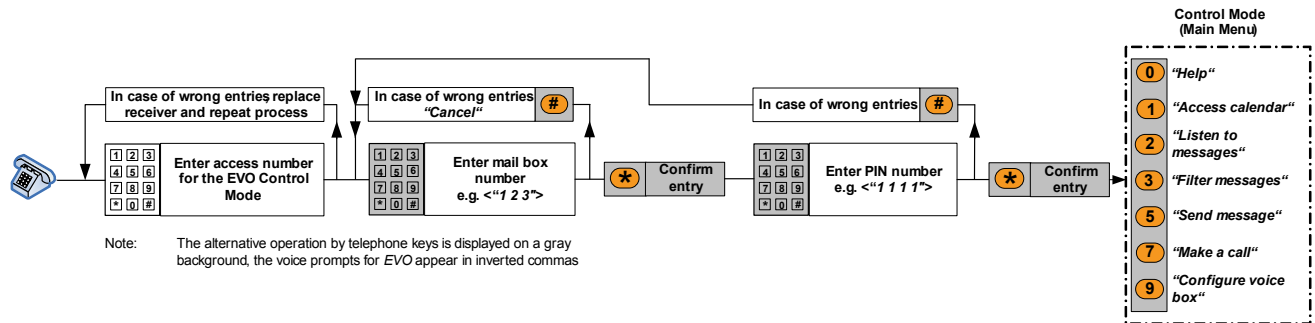 Control Mode
(Main Menu)
In case of wrong entries replace
receiver and repeat process
In case of wrong entries
"Cancel"
#
In case of wrong entries
#
1 2 3
4 5 6
7 8 9
* 0 #
Enter access number
for the EVO Control
Mode
1 2 3
4 5 6
7 8 9
* 0 #
Enter mail box
number
e.g. <"1 2 3">
* Confirm
entry
1 2 3
4 5 6
7 8 9
* 0 #
Enter PIN number
e.g. <"1 1 1 1">
* Confirm
entry
0 "Help"
1 "Access calendar"
2 "Listen to
messages"
3 "Filter messages"
5 "Send message"
7 "Make a call"
9 "Configure voice
box"
Note: The alternative operation by telephone keys is displayed on a gray
background, the voice prompts for EVO appear in inverted commas